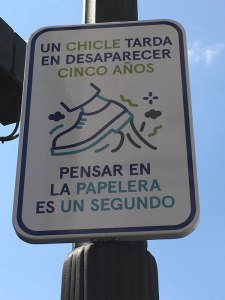 UN CHICLE TARDA
EN DESAPARECER
CINCO AÑOS
PENSAR EN
LA PAPELERA
ES UN SEGUNDO